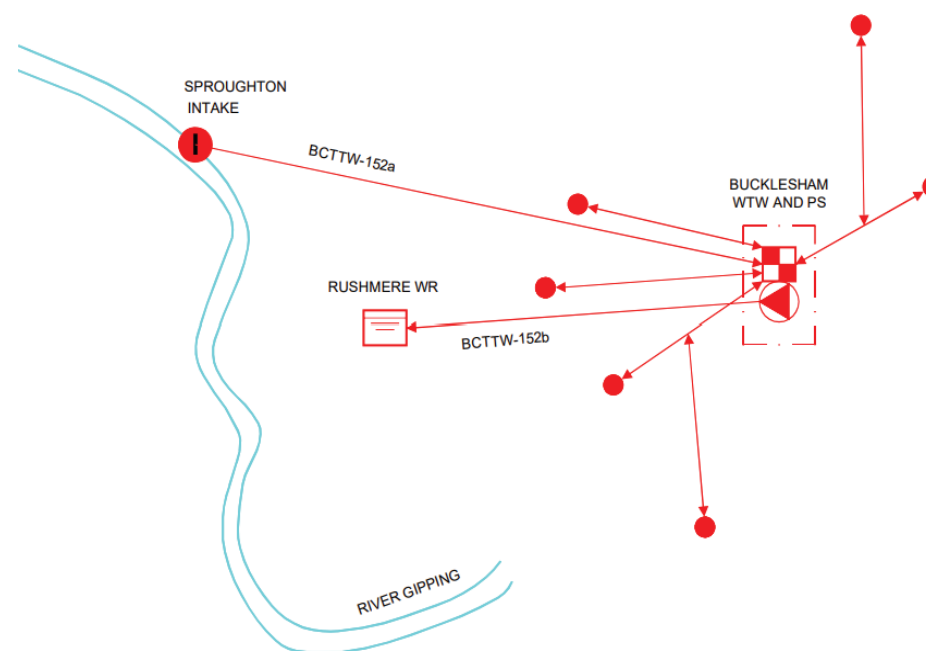 SPROUGHTON
INTAKE
BCTTW-152a
BUCKLESHAM
WTW AND PS
RUSHMERE WR
BCTTW-152b
RIVER GIPPING